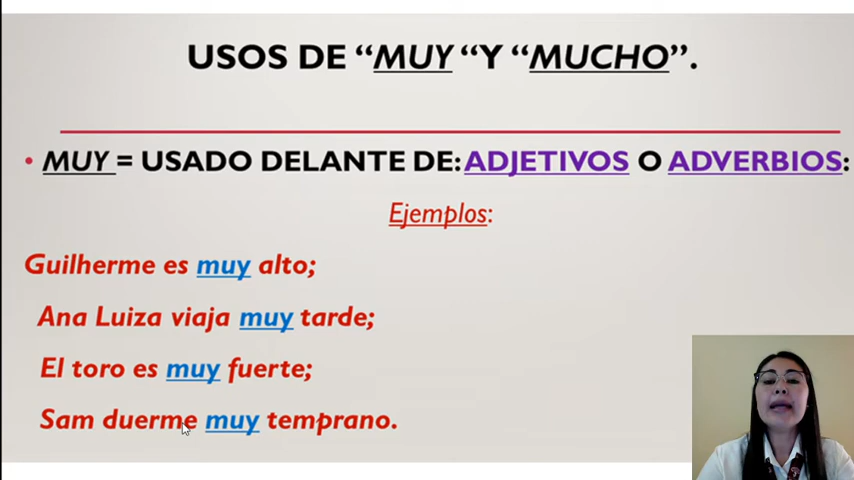 USOS DE “MUY “Y “MUCHO”.
• MUY = USADO DELANTE DE: ADJETIVOS O ADVERBIOS:
Ejemplos:
Guilherme es muy alto;
Ana Luiza viaja muy tarde;
El toro es muy fuerte;
Sam duerme muy temprano.